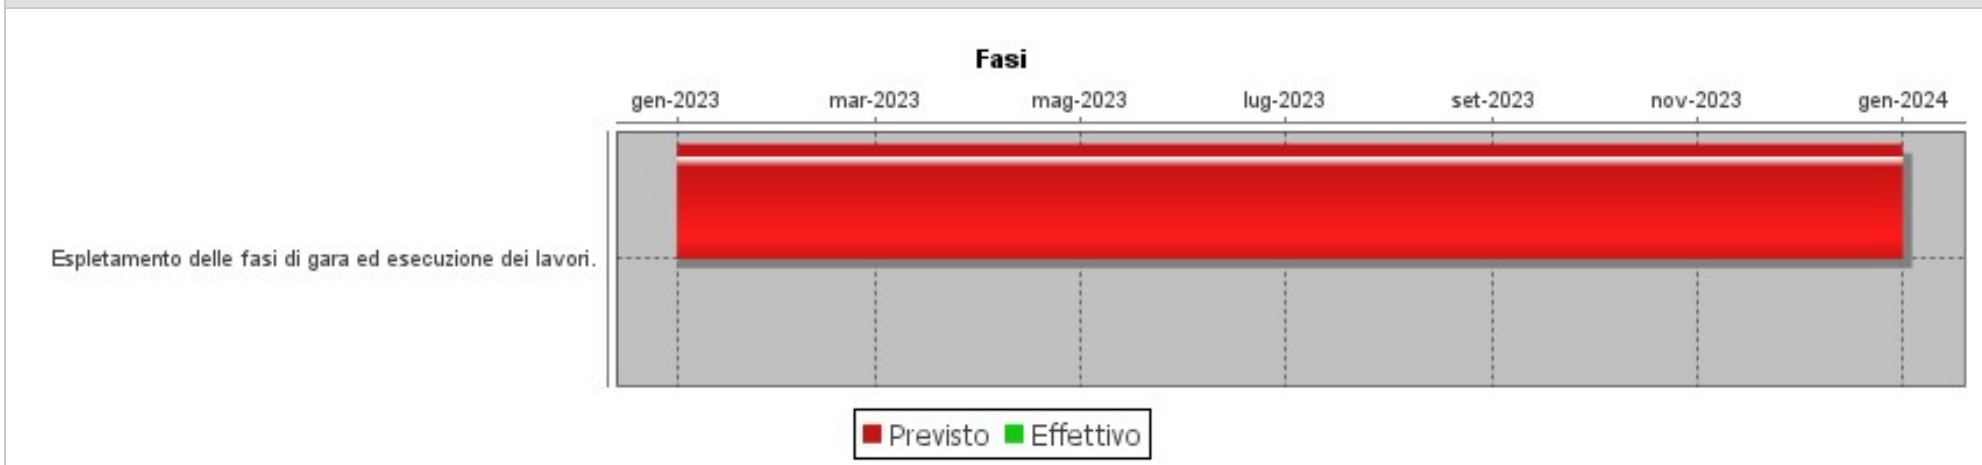 Fasi
gen-2023 mar-2023 mag-2023 lug-2023 set-2023 nov-2023 gen-2024
Espletamento delle fasi di gara ed esecuzione dei lavori.
Previsto Effettivo